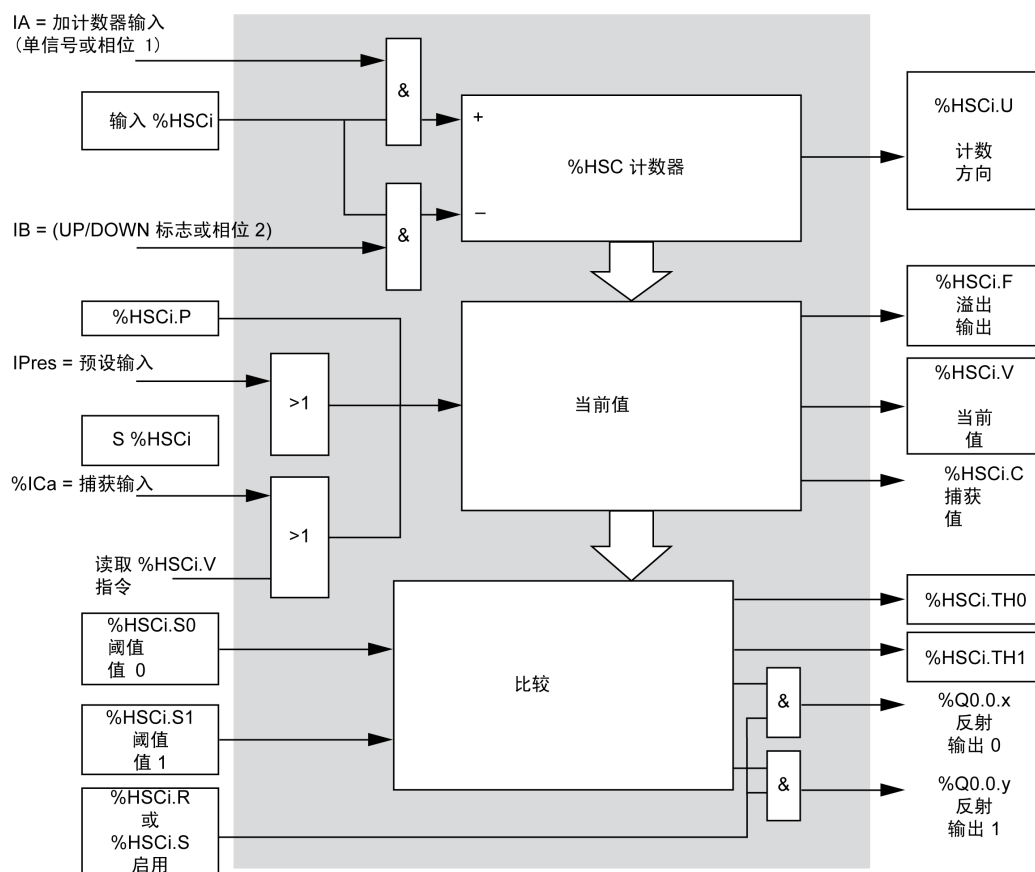 IA = 加计数器输入
(单信号或相位 1)
&
输入 %HSCi
+
%HSC 计数器
%HSCi.U
计数
方向
IB = (UP/DOWN 标志或相位 2)
&
−
%HSCi.P
%HSCi.F
溢出
输出
IPres = 预设输入
>1
当前值
%HSCi.V
当前
值
S %HSCi
%ICa = 捕获输入
>1
%HSCi.C
捕获
值
读取 %HSCi.V
指令
%HSCi.TH0
%HSCi.S0
阈值
值 0
比较
%HSCi.TH1
%HSCi.S1
阈值
值 1
&
%Q0.0.x
反射
输出 0
%HSCi.R
或
%HSCi.S
启用
&
%Q0.0.y
反射
输出 1